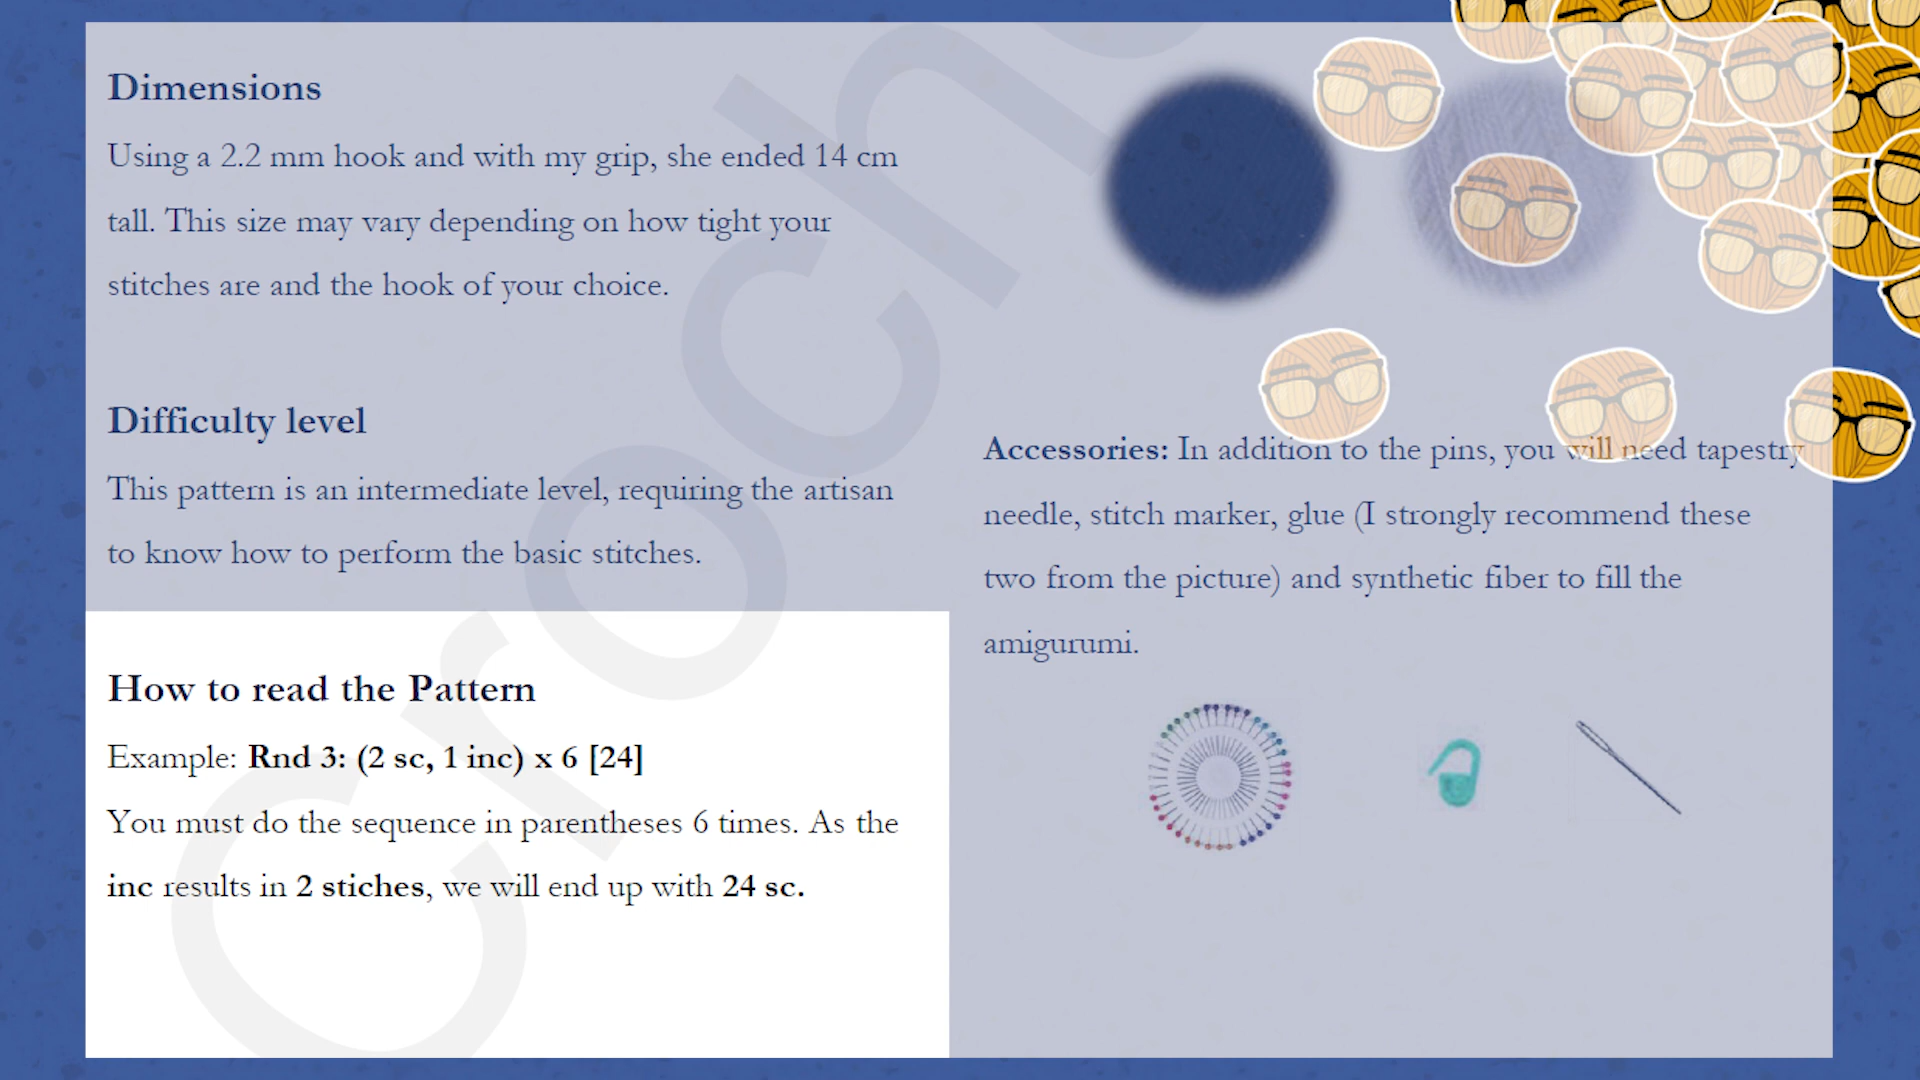 Dimensions
Using a 2.2 mm hook and with my grip, she ended 14 cm
tall. This size may vary depending on how tight your
stitches are and the hook of your choice.
Difficulty level
This pattern is an intermediate level, requiring the artisan
to know how to perform the basic stitches.
How to read the Pattern
Example: Rnd 3: (2 sc, 1 inc) x 6 [24]
You must do the sequence in parentheses 6 times. As the
inc results in 2 stiches, we will end up with 24 sc.
Accessories: In addition to the pins, you will need tapestry
needle, stitch marker, glue (I strongly recommend these
two from the picture) and synthetic fiber to fill the
amigurumi.